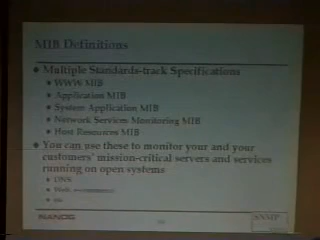 MIB Definitions
Multiple Standards-track Specifications
WWW MIB
Application MIB
System Application MIB
Network Services Monitoring MIB
Host Resources MIB
You can use these to monitor your and your
customers' mission-critical servers and services
running on open systems
DNS
NANOG
SNMP